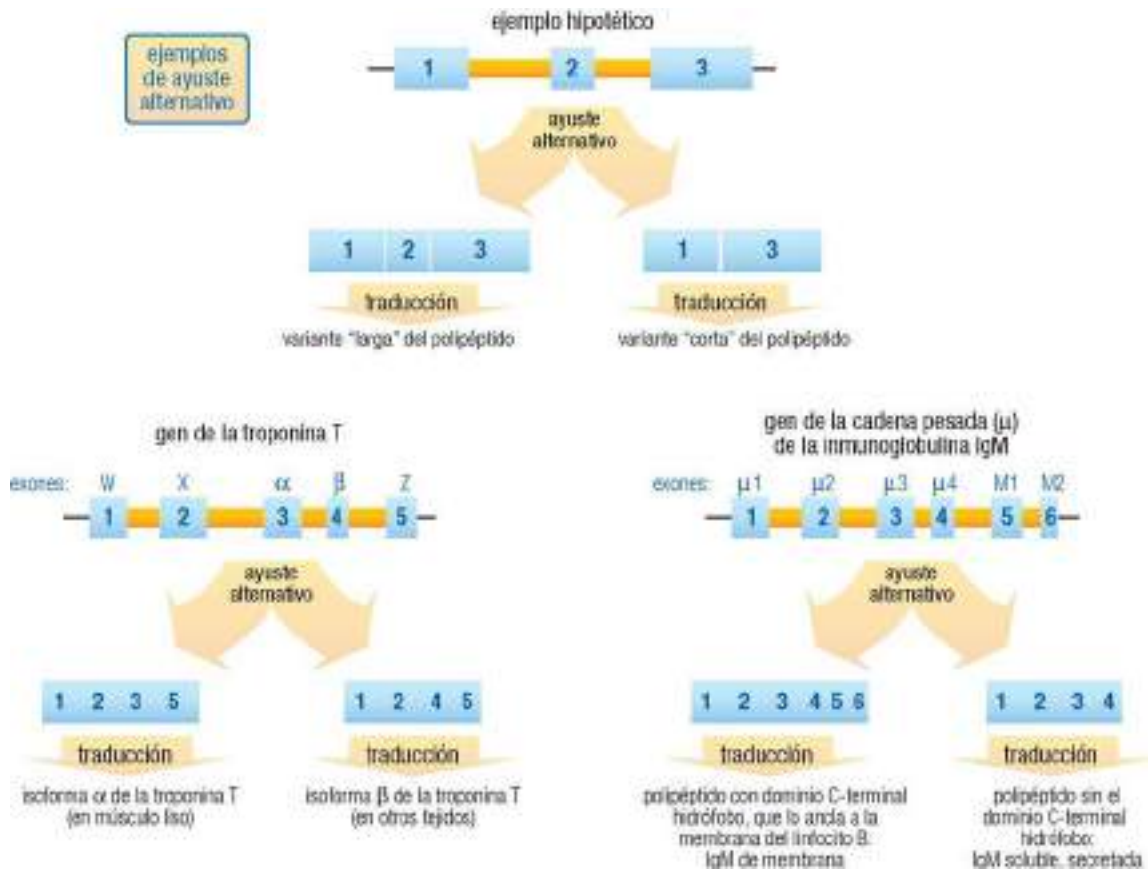 ejemplo hipotético
ejemplos
de ayuste
alternativo
1 2 3
ayuste
alternativo
1 2 3
1 3
traducción
traducción
variante "larga" del polipéptido
variante "corta" del polipéptido
gen de la troponina T
exones: W X α β Z
1 2 3 4 5
ayuste
alternativo
1 2 3 5
1 2 4 5
traducción
traducción
isoforma α de la troponina T
(en músculo liso)
isoforma β de la troponina T
(en otros tejidos)
gen de la cadena pesada (μ)
de la inmunoglobulina IgM
exones: μ1 μ2 μ3 μ4 M1 M2
1 2 3 4 5 6
ayuste
alternativo
1 2 3 4 5 6
1 2 3 4
traducción
traducción
polipéptido con dominio C-terminal
hidrófobo, que lo ancla a la
membrana del linfocito B:
IgM de membrana
polipéptido sin el
dominio C-terminal
hidrófobo:
IgM soluble, secretada